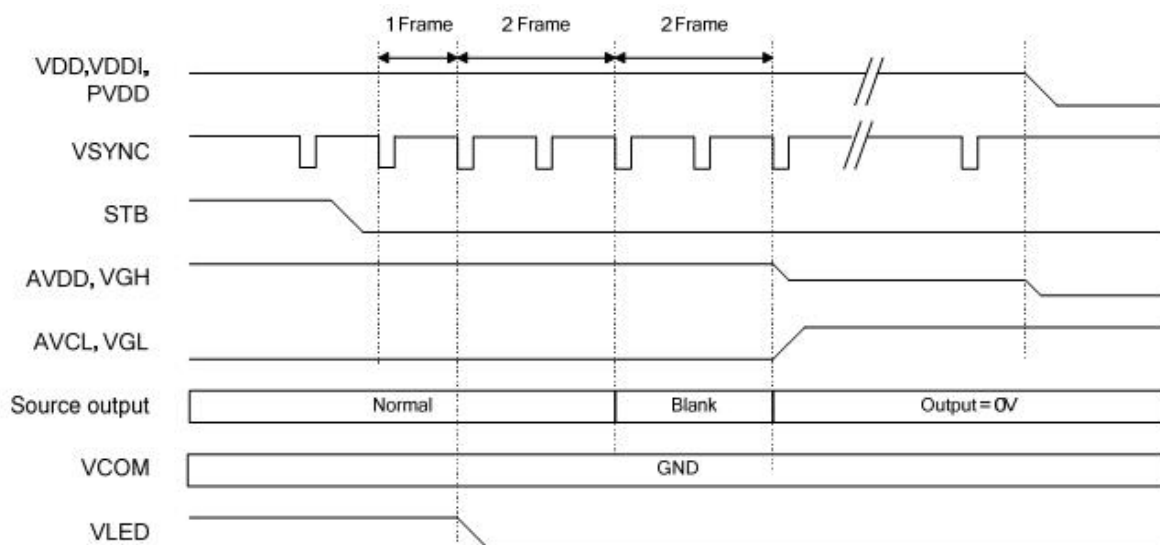 1 Frame
2 Frame
2 Frame
VDD,VDDI,
PVDD
VSYNC
STB
AVDD, VGH
AVCL, VGL
Source output
Normal
Blank
Output = 0V
VCOM
GND
VLED